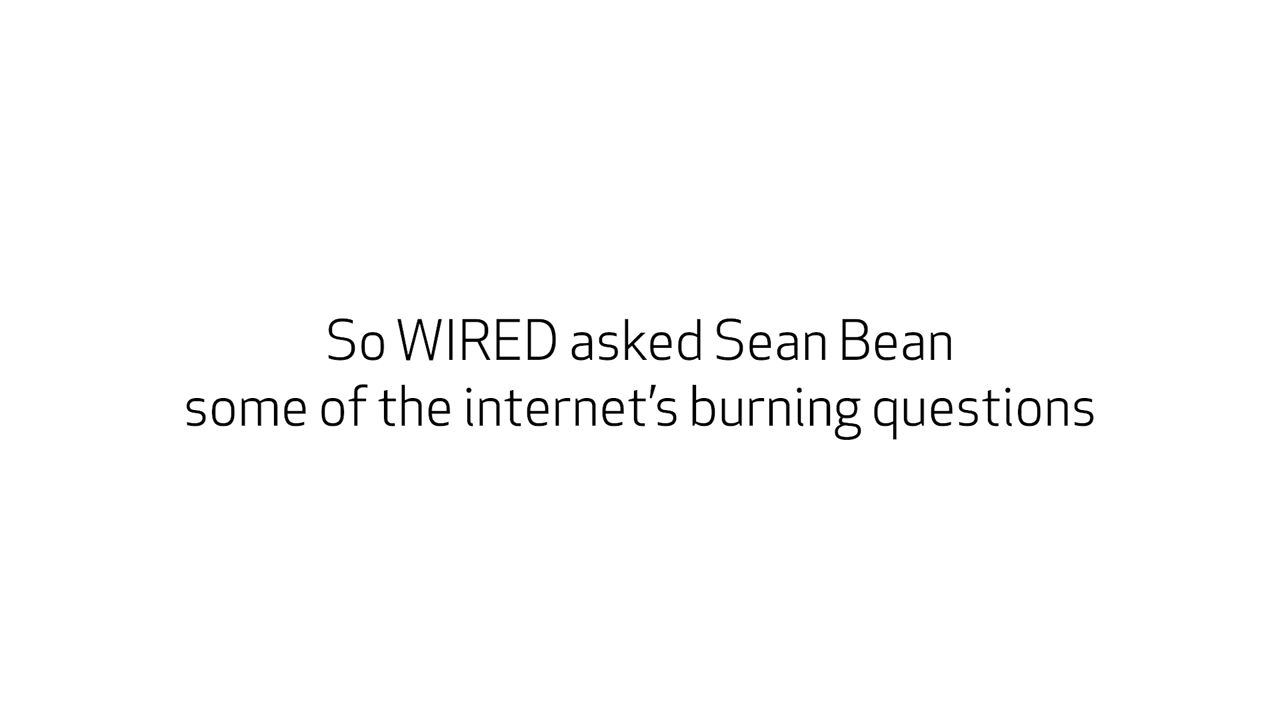 So WIRED asked Sean Bean
some of the internet’s burning questions